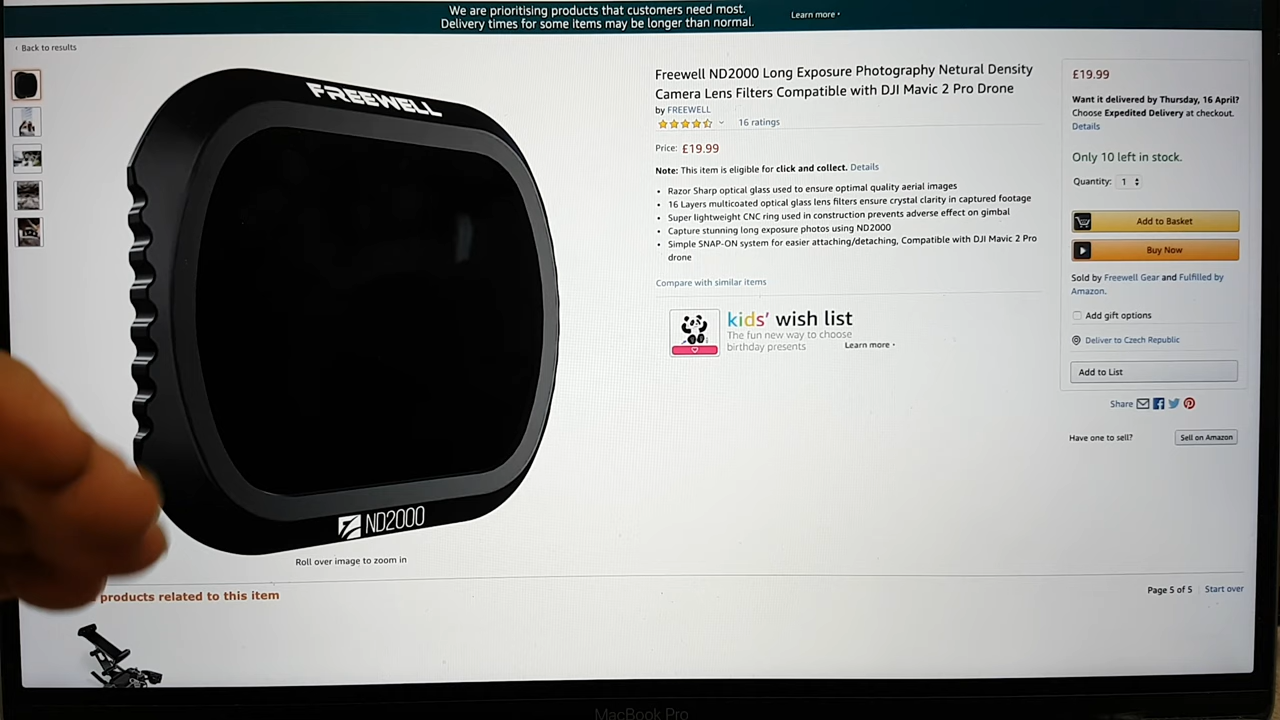 We are prioritising products that customers need most.
Delivery times for some items may be longer than normal.
Learn more
‹ Back to results
FREEWELL
ND2000
Roll over image to zoom in
Freewell ND2000 Long Exposure Photography Netural Density
Camera Lens Filters Compatible with DJI Mavic 2 Pro Drone
by FREEWELL
16 ratings
Price: £19.99
Note: This item is eligible for click and collect. Details
• Razor Sharp optical glass used to ensure optimal quality aerial images
• 16 Layers multicoated optical glass lens filters ensure crystal clarity in captured footage
• Super lightweight CNC ring used in construction prevents adverse effect on gimbal
• Capture stunning long exposure photos using ND2000
• Simple SNAP-ON system for easier attaching/detaching, Compatible with DJI Mavic 2 Pro
drone
Compare with similar items
kids' wish list
The fun new way to choose
birthday presents
Learn more
£19.99
Want it delivered by Thursday, 16 April?
Choose Expedited Delivery at checkout.
Details
Only 10 left in stock.
Quantity: 1
Add to Basket
Buy Now
Sold by Freewell Gear and Fulfilled by
Amazon.
Add gift options
Deliver to Czech Republic
Add to List
Share
Have one to sell?
Sell on Amazon
products related to this item
Page 5 of 5
Start over
MacBook Pro